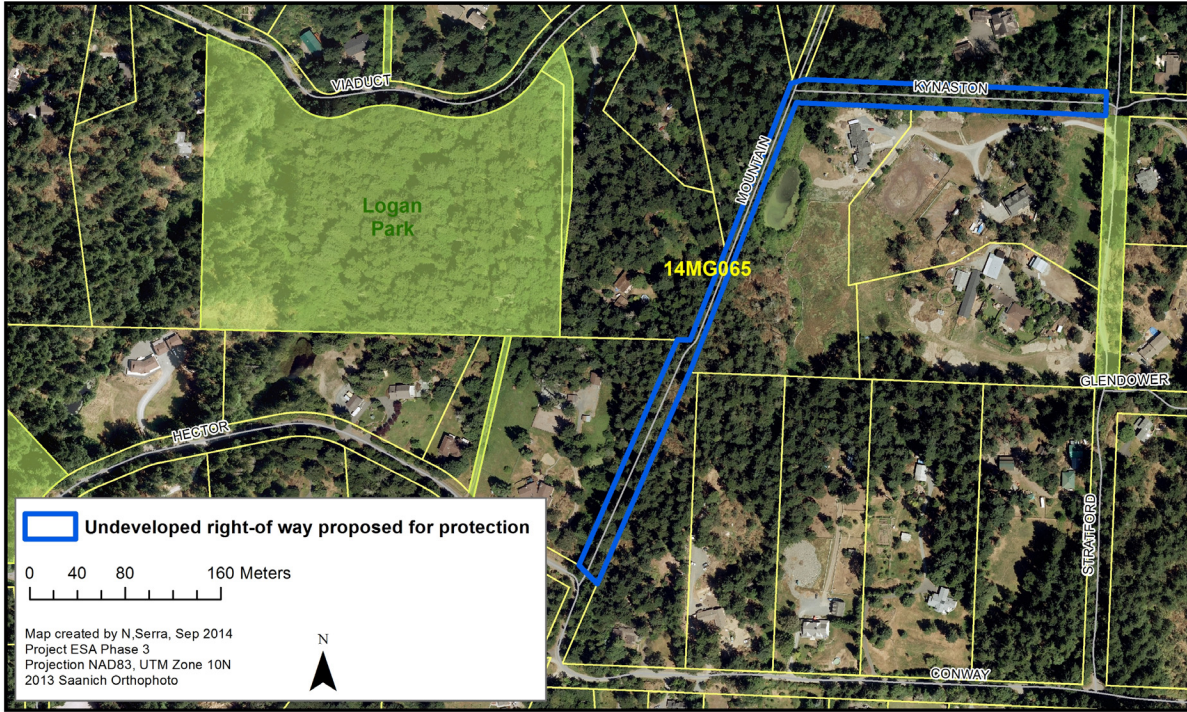 VIADUCT
KYNASTON
MOUNTAIN
Logan
Park
14MG065
GLENDOWER
HECTOR
STRATFORD
CONWAY
Undeveloped right-of way proposed for protection
0 40 80 160 Meters
Map created by N,Serra, Sep 2014
Project ESA Phase 3
Projection NAD83, UTM Zone 10N
2013 Saanich Orthophoto
N